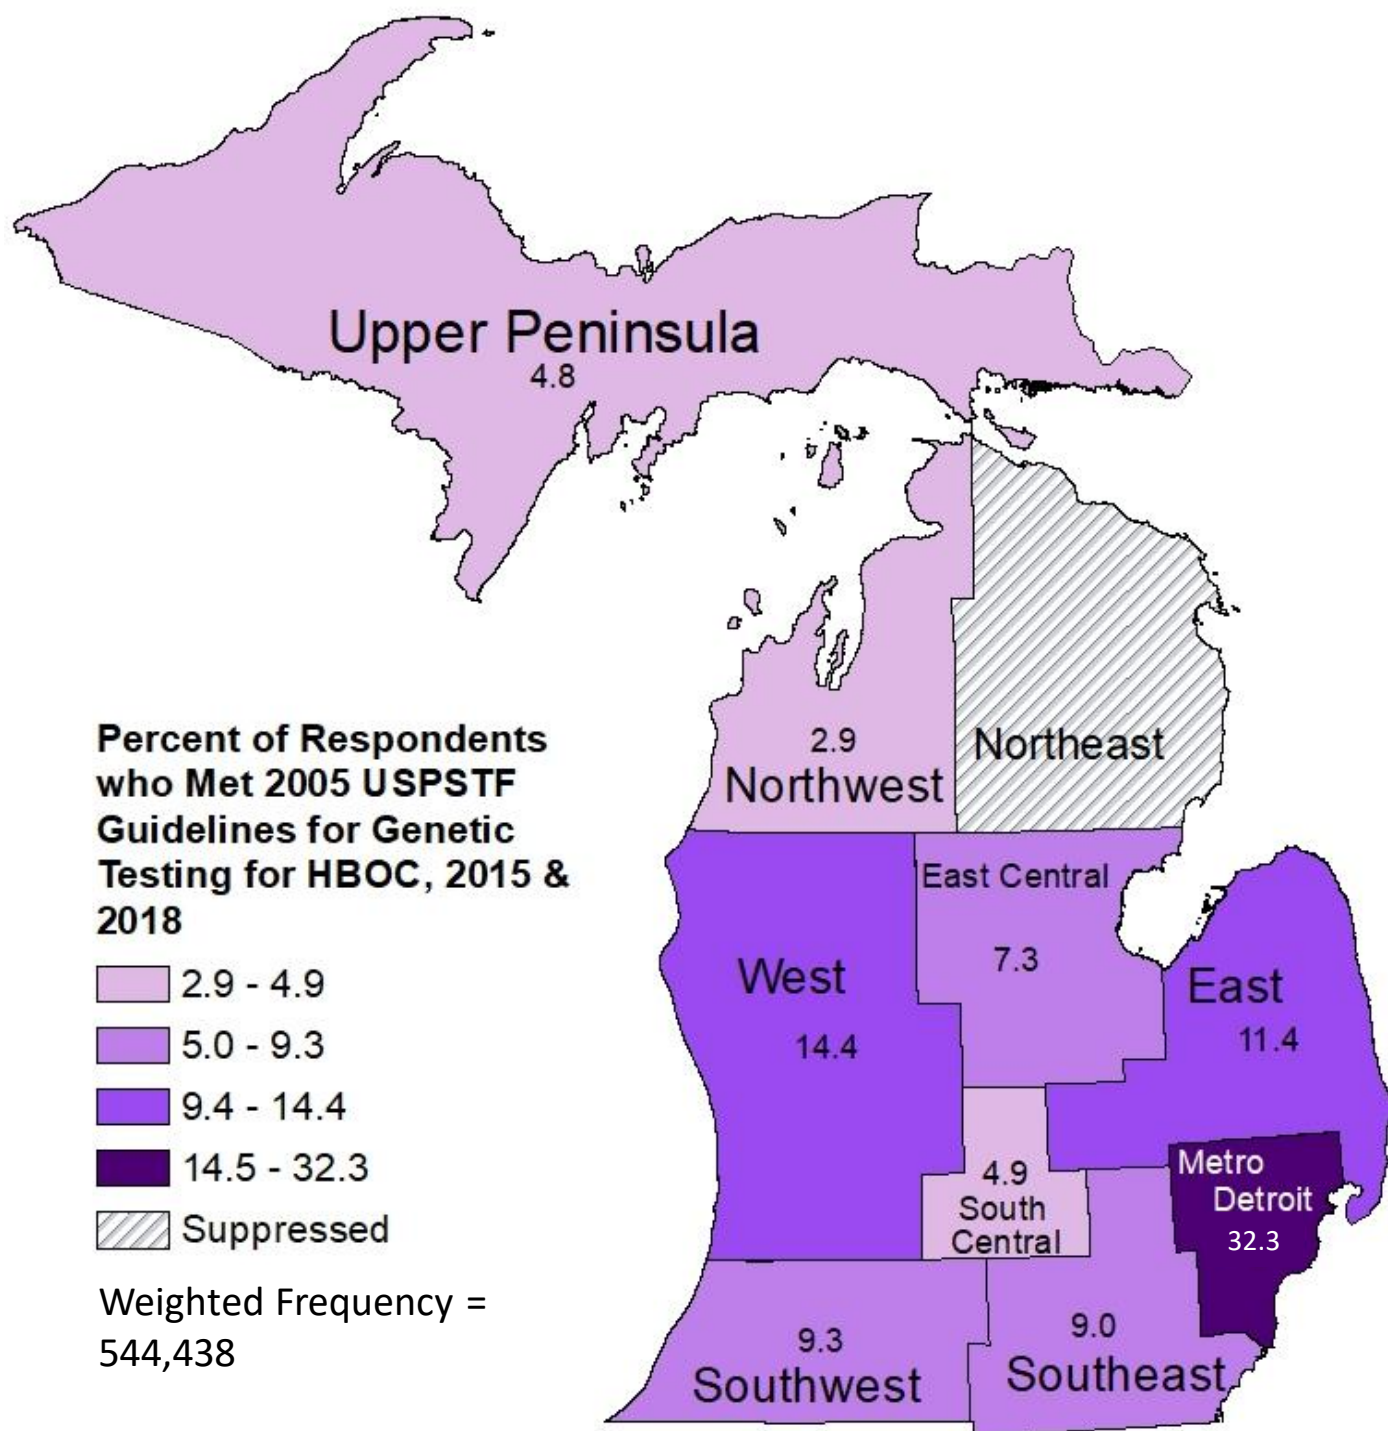 Upper Peninsula
4.8
2.9
Northwest
Northeast
Percent of Respondents
who Met 2005 USPSTF
Guidelines for Genetic
Testing for HBOC, 2015 &
2018
2.9 - 4.9
5.0 - 9.3
9.4 - 14.4
14.5 - 32.3
Suppressed
Weighted Frequency =
544,438
East Central
7.3
West
14.4
East
11.4
4.9
South
Central
Metro
Detroit
32.3
9.3
Southwest
9.0
Southeast